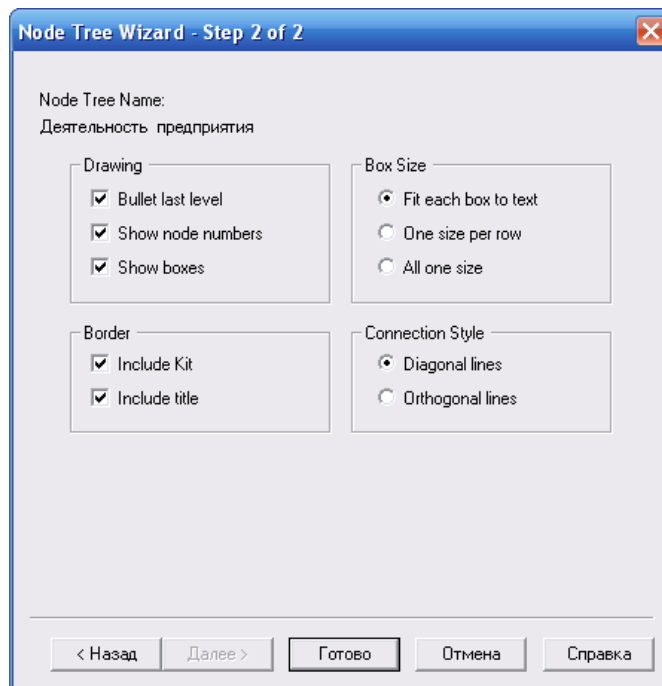 Node Tree Wizard - Step 2 of 2
Node Tree Name:
Деятельность предприятия
Drawing
Bullet last level
Show node numbers
Show boxes
Box Size
Fit each box to text
One size per row
All one size
Border
Include Kit
Include title
Connection Style
Diagonal lines
Orthogonal lines
< Назад
Далее >
Готово
Отмена
Справка